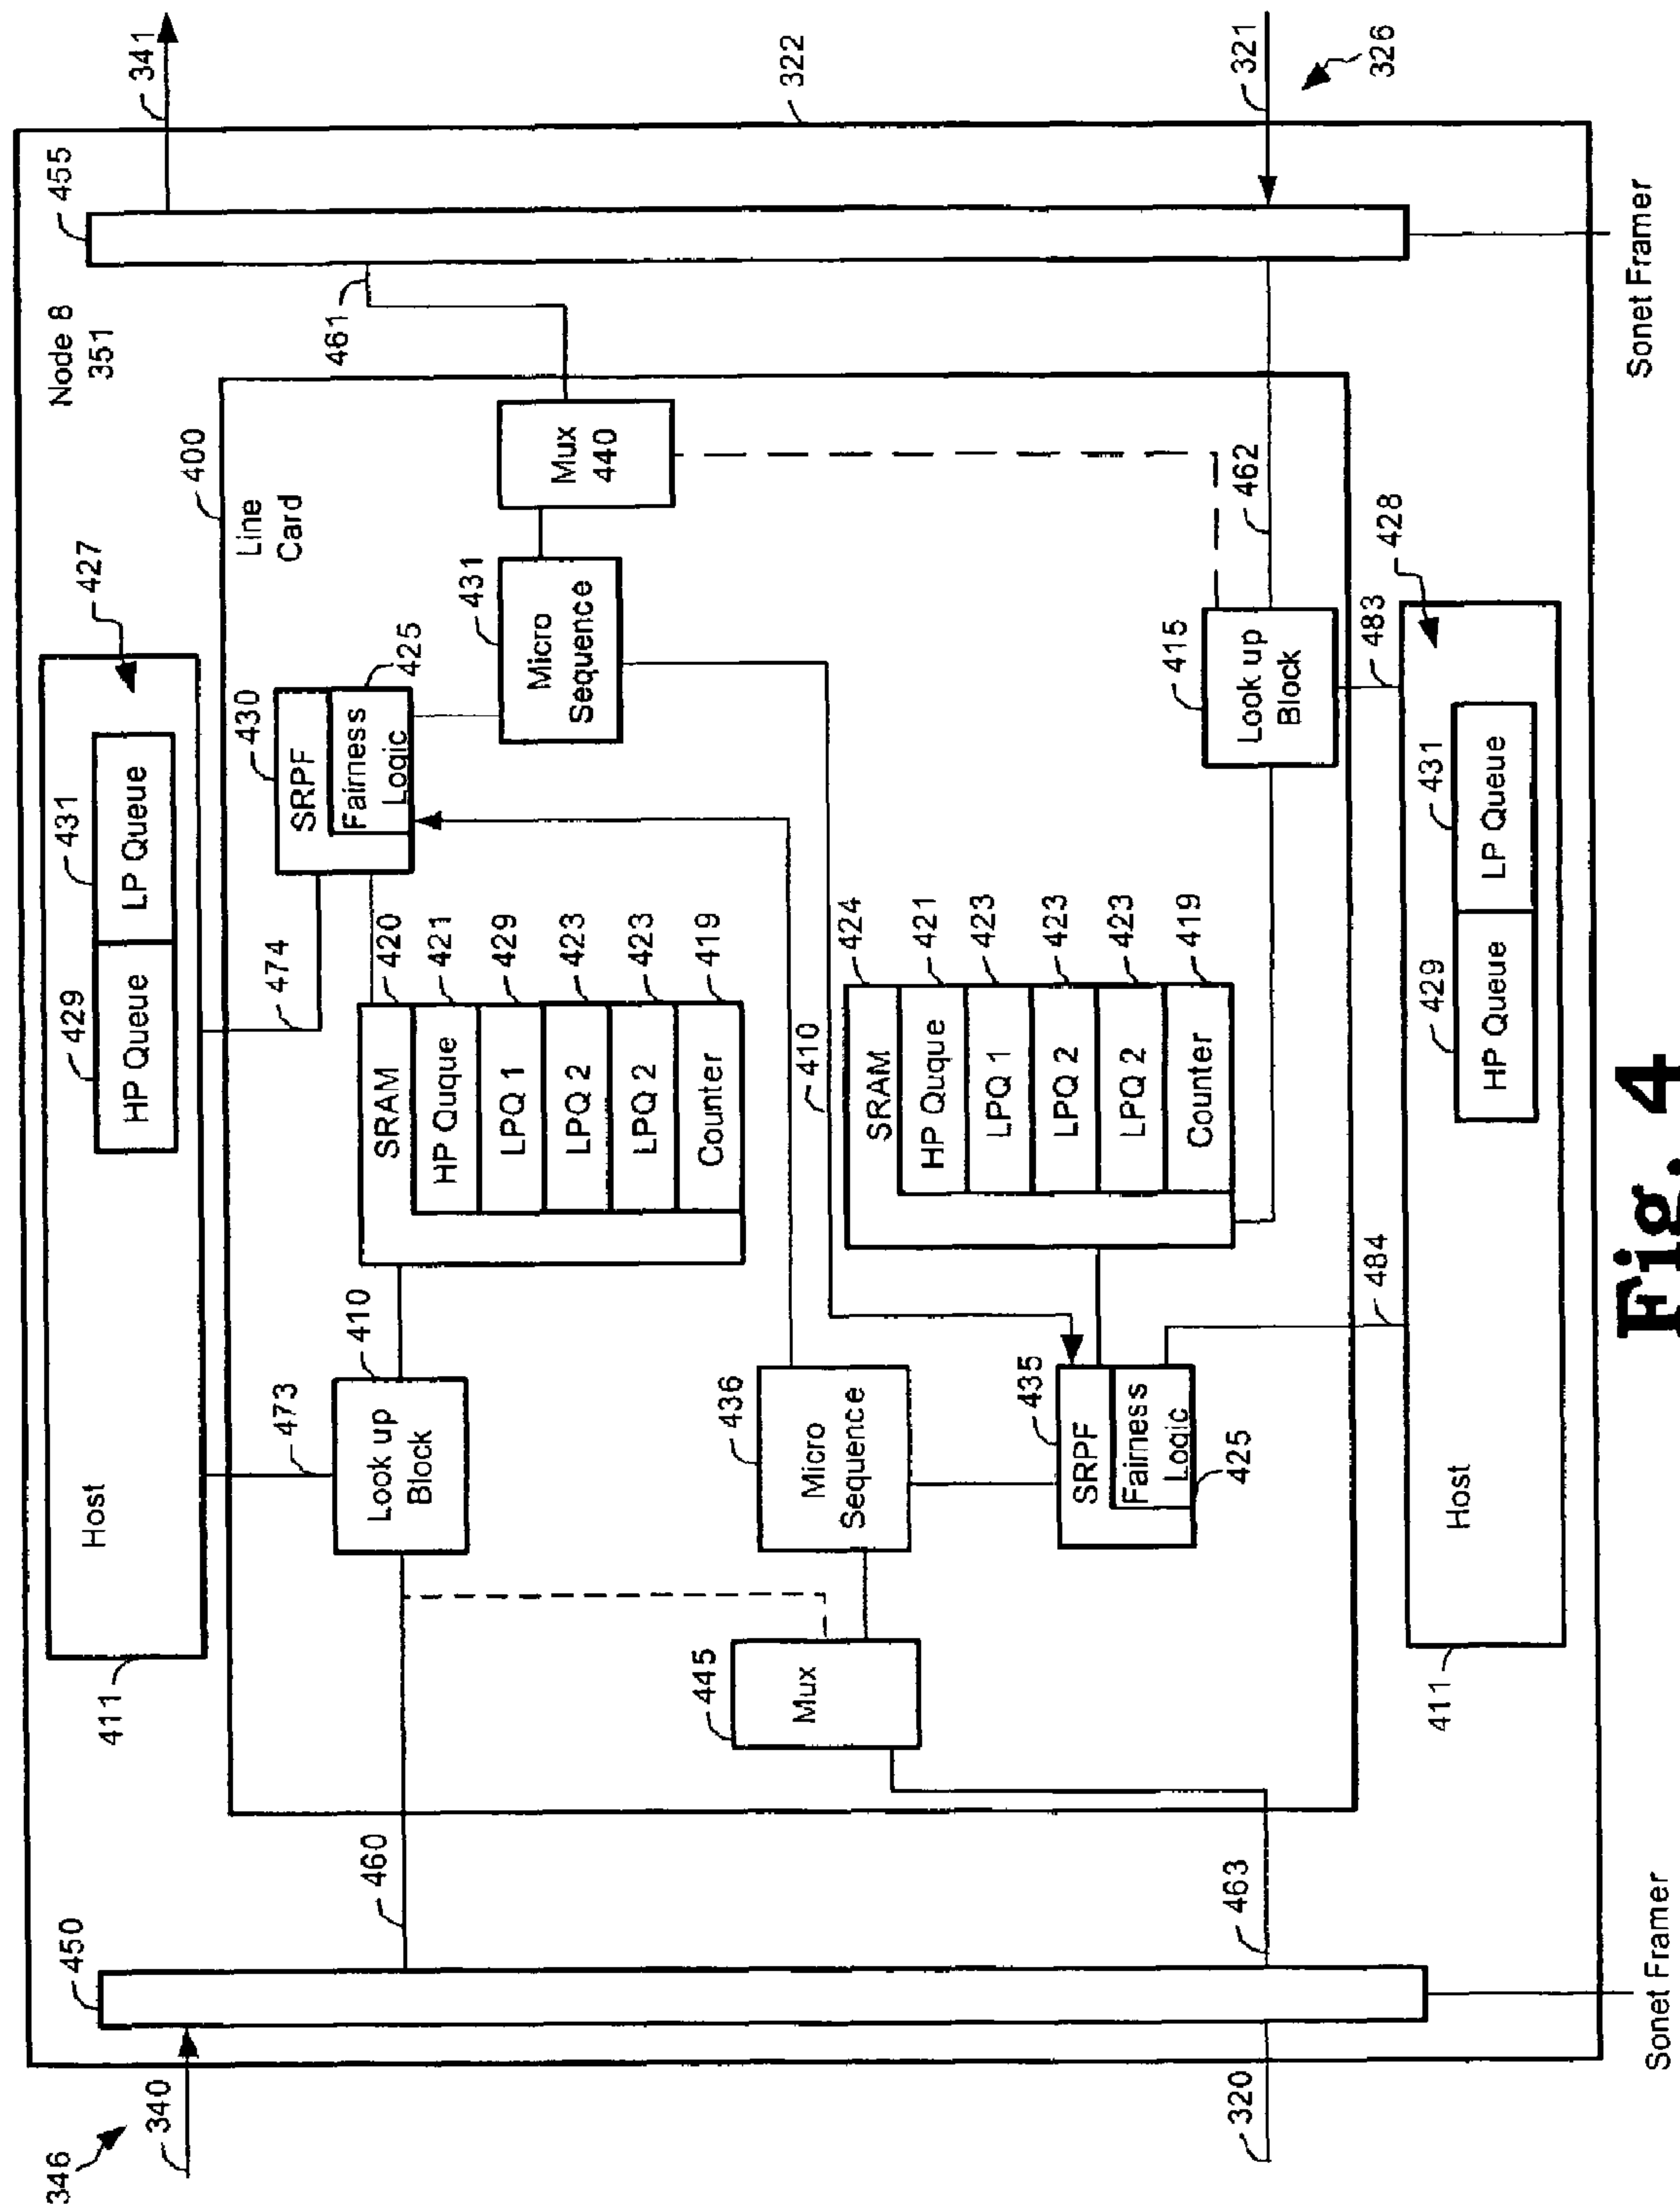 346
340
320
450
460
463
Sonet Framer
411
Host
427
429
431
HP Queue
LP Queue
473
474
Node 8
351
322
400
Line
Card
410
Look up
Block
420
421
429
423
423
419
SRAM
HP Quque
LPQ 1
LPQ 2
LPQ 2
Counter
430
SRPF
Fairness
Logic
425
431
Micro
Sequence
Mux
440
461
455
341
445
Mux
436
Micro
Sequence
410
435
SRPF
Fairness
Logic
425
424
421
423
423
423
419
SRAM
HP Quque
LPQ 1
LPQ 2
LPQ 2
Counter
415
Look up
Block
462
321
326
484
483
428
411
Host
429
431
HP Queue
LP Queue
Sonet Framer
Fig. 4